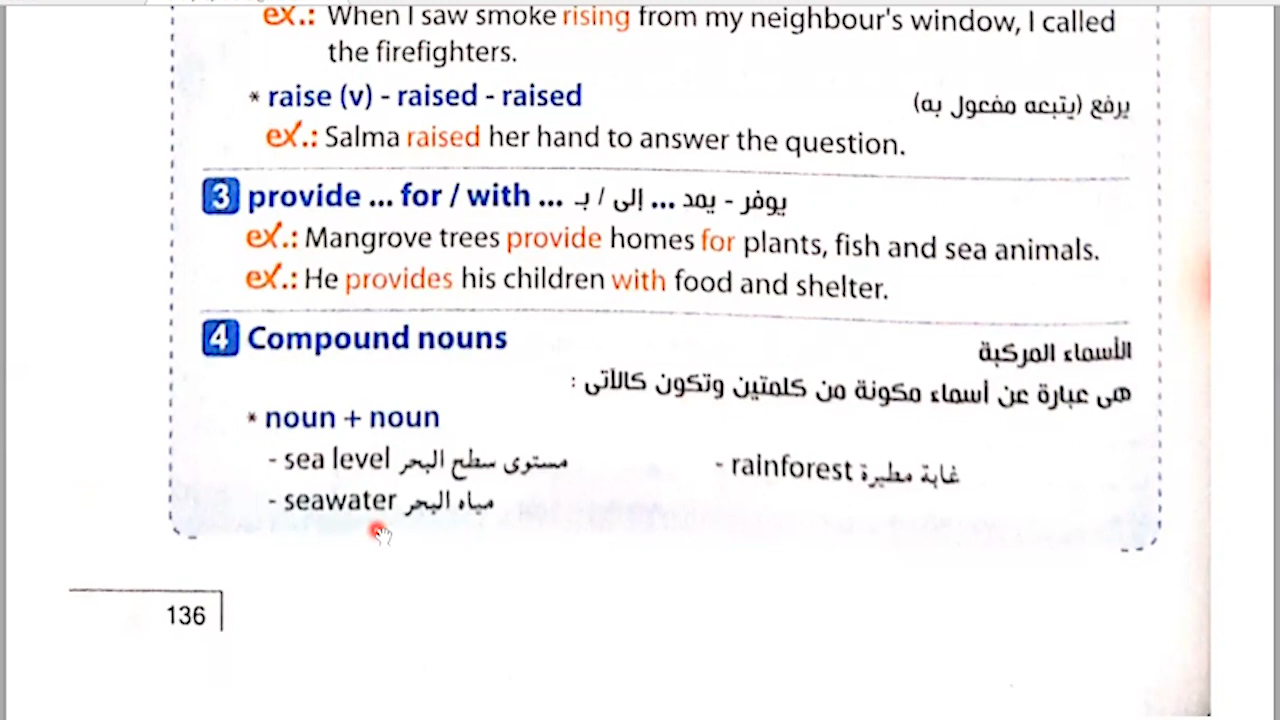 ex.: When I saw smoke rising from my neighbour's window, I called
the firefighters.
* raise (v) - raised - raised يرفع (يتبعه مفعول به)
ex.: Salma raised her hand to answer the question.
3 provide ... for / with ... يوفر - يمد ... إلى / بـ
ex.: Mangrove trees provide homes for plants, fish and sea animals.
ex.: He provides his children with food and shelter.
4 Compound nouns الأسماء المركبة
هى عبارة عن أسماء مكونة من كلمتين وتكون كالآتى :
* noun + noun
- sea level مستوى سطح البحر - rainforest غابة مطيرة
- seawater مياه البحر
136